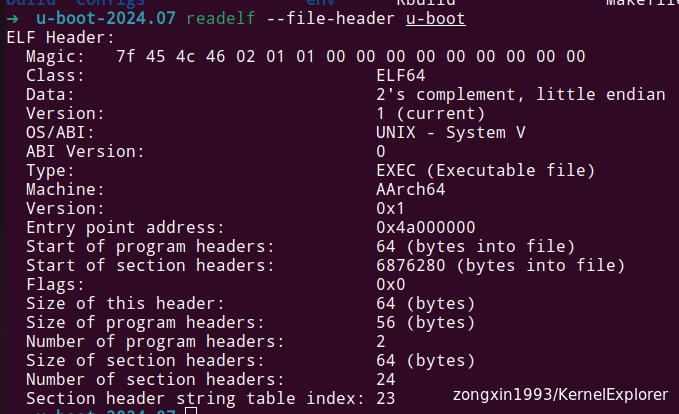 build configs env Kbuild Makefile
→ u-boot-2024.07 readelf --file-header u-boot
ELF Header:
  Magic:   7f 45 4c 46 02 01 01 00 00 00 00 00 00 00 00 00
  Class:                             ELF64
  Data:                              2's complement, little endian
  Version:                           1 (current)
  OS/ABI:                            UNIX - System V
  ABI Version:                       0
  Type:                              EXEC (Executable file)
  Machine:                           AArch64
  Version:                           0x1
  Entry point address:               0x4a000000
  Start of program headers:          64 (bytes into file)
  Start of section headers:          6876280 (bytes into file)
  Flags:                             0x0
  Size of this header:               64 (bytes)
  Size of program headers:           56 (bytes)
  Number of program headers:         2
  Size of section headers:           64 (bytes)
  Number of section headers:         24
  Section header string table index: 23
zongxin1993/KernelExplorer
u-boot-2024.07